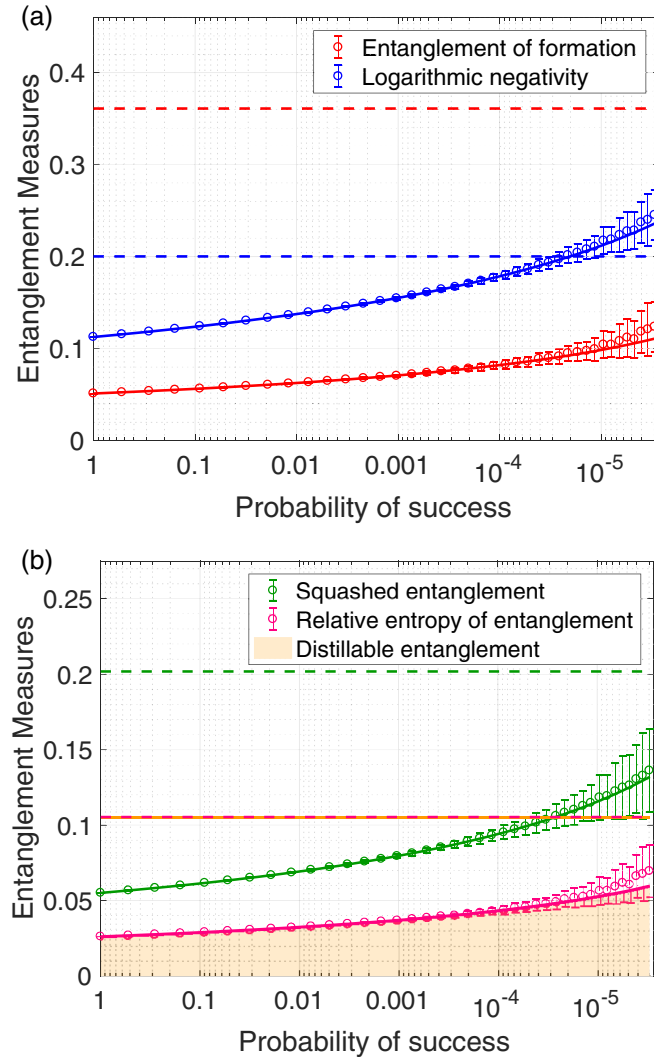 (a)
Entanglement of formation
Logarithmic negativity
Entanglement Measures
0.4
0.3
0.2
0.1
0
1
0.1
0.01
0.001
10^-4
10^-5
Probability of success
(b)
Squashed entanglement
Relative entropy of entanglement
Distillable entanglement
Entanglement Measures
0.25
0.2
0.15
0.1
0.05
0
1
0.1
0.01
0.001
10^-4
10^-5
Probability of success